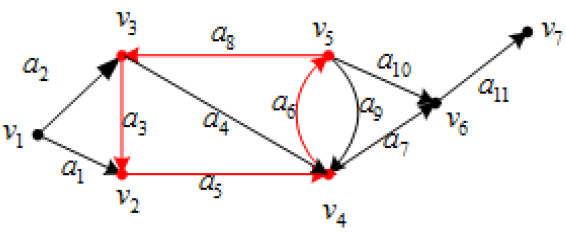 v₃ v₅ v₇
a₈
a₂ a₁₀
a₁₁
a₃ a₄ a₆ a₉
v₁ v₆
a₇
a₁ a₅
v₂ v₄